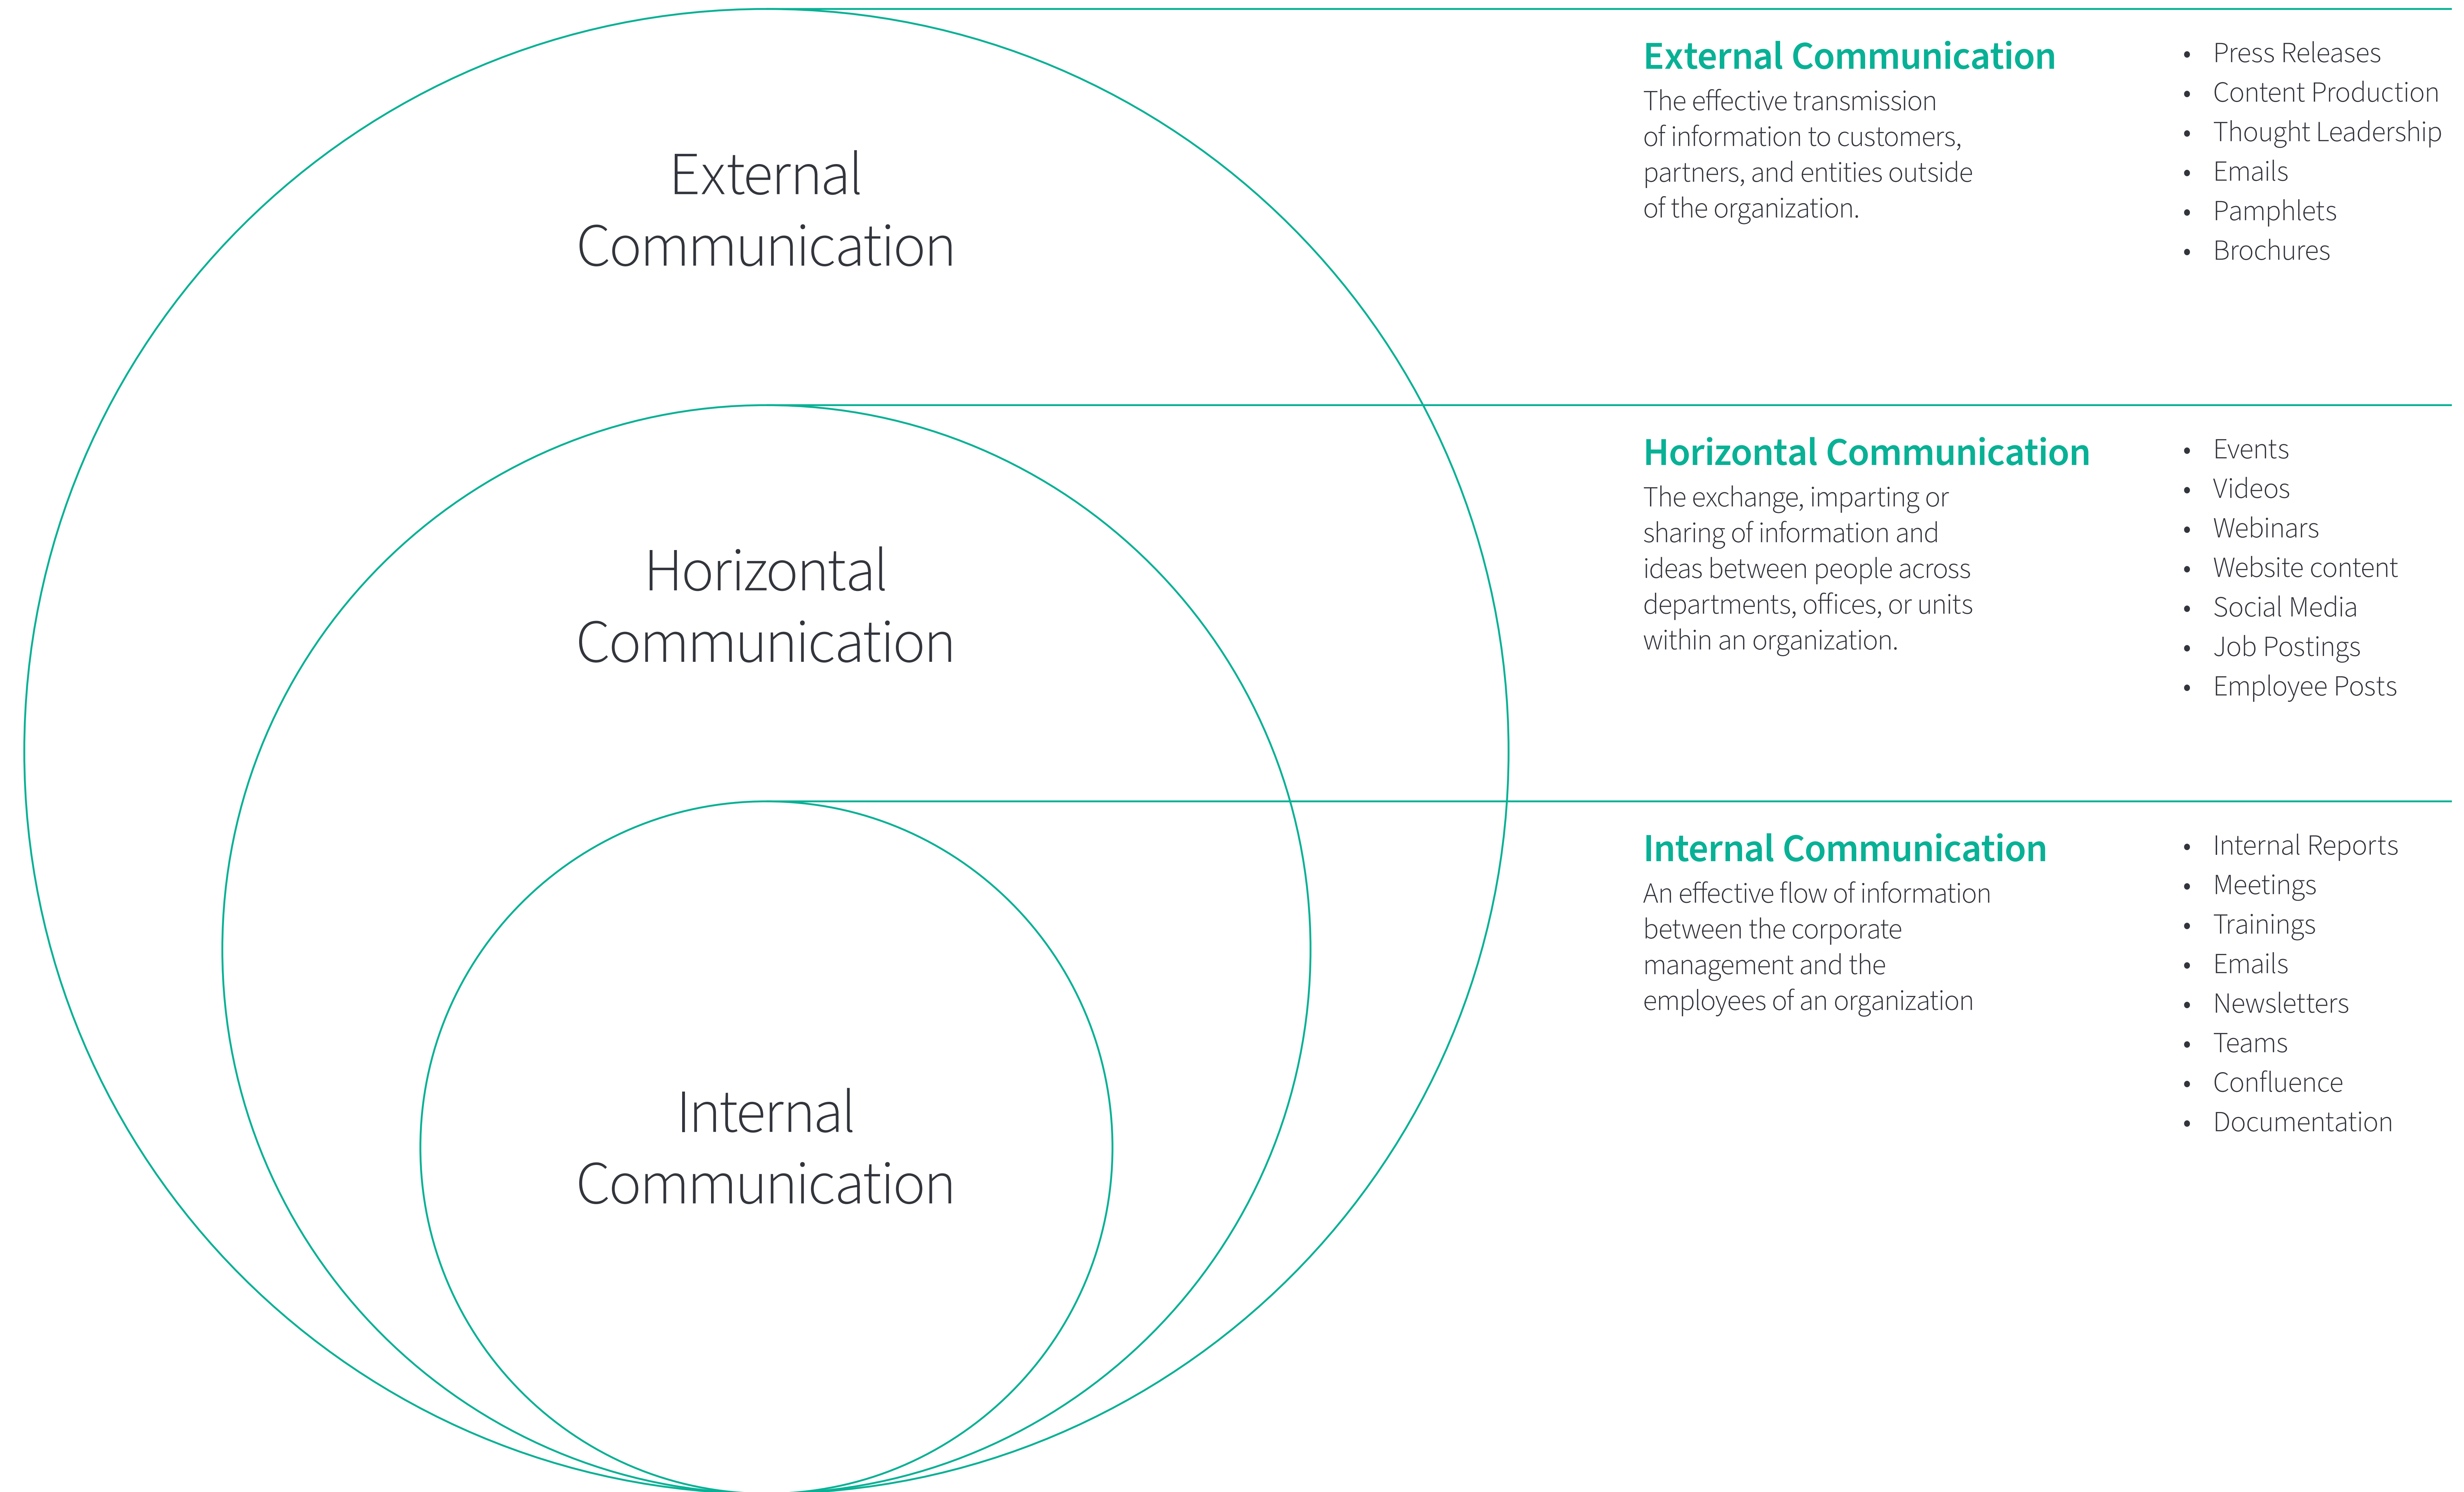 External
Communication
Horizontal
Communication
Internal
Communication
External Communication
The effective transmission
of information to customers,
partners, and entities outside
of the organization.
• Press Releases
• Content Production
• Thought Leadership
• Emails
• Pamphlets
• Brochures
Horizontal Communication
The exchange, imparting or
sharing of information and
ideas between people across
departments, offices, or units
within an organization.
• Events
• Videos
• Webinars
• Website content
• Social Media
• Job Postings
• Employee Posts
Internal Communication
An effective flow of information
between the corporate
management and the
employees of an organization
• Internal Reports
• Meetings
• Trainings
• Emails
• Newsletters
• Teams
• Confluence
• Documentation